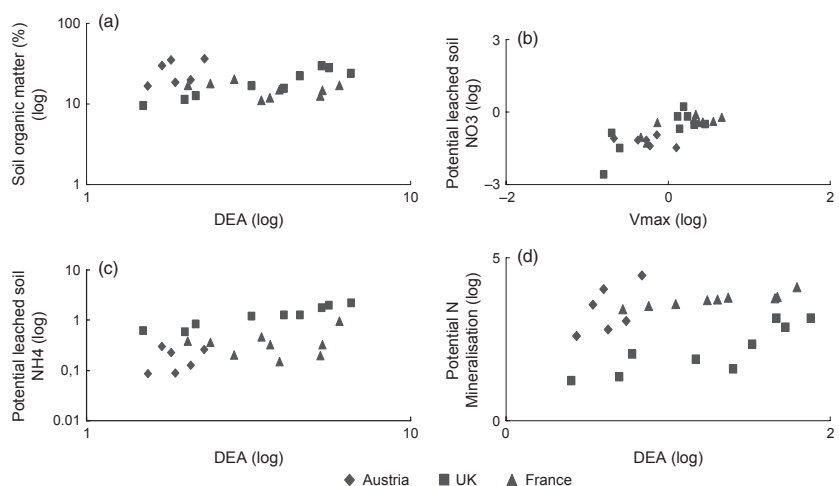 (a)
Soil organic matter (%)
(log)
100
10
1
1
10
DEA (log)
(b)
Potential leached soil
NO3 (log)
3
0
–3
–2
0
2
Vmax (log)
(c)
Potential leached soil
NH4 (log)
10
1
0,1
0.01
1
10
DEA (log)
(d)
Potential N
Mineralisation (log)
5
0
0
2
DEA (log)
Austria UK France